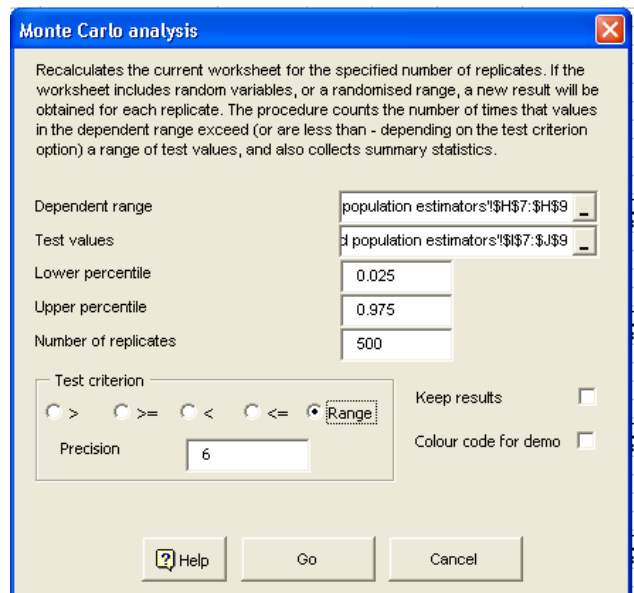 Monte Carlo analysis
Recalculates the current worksheet for the specified number of replicates. If the
worksheet includes random variables, or a randomised range, a new result will be
obtained for each replicate. The procedure counts the number of times that values
in the dependent range exceed (or are less than - depending on the test criterion
option) a range of test values, and also collects summary statistics.
Dependent range population estimators'!$H$7:$H$9 _
Test values d population estimators'!$I$7:$J$9 _
Lower percentile 0.025
Upper percentile 0.975
Number of replicates 500
Test criterion
> >= < <= Range
Precision 6
Keep results
Colour code for demo
? Help Go Cancel